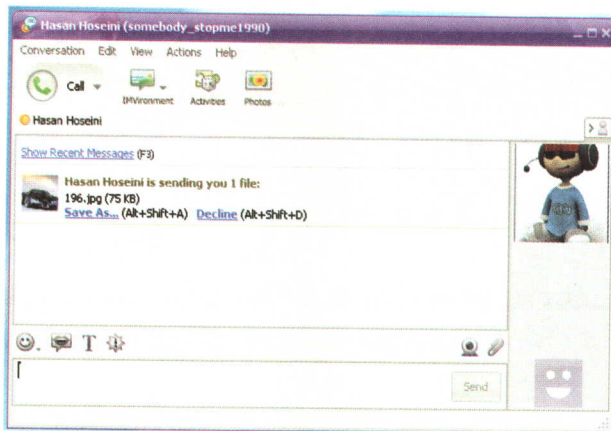 Hasan Hoseini (somebody_stopme1990)
Conversation Edit View Actions Help
Call
IMVironment Activities Photos
Hasan Hoseini
Show Recent Messages (F3)
Hasan Hoseini is sending you 1 file:
196.jpg (75 KB)
Save As... (Alt+Shift+A) Decline (Alt+Shift+D)
T
Send